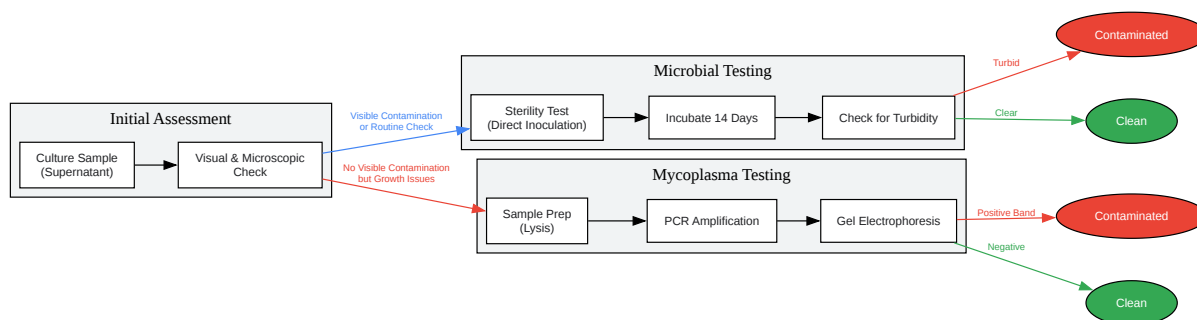 Initial Assessment
Culture Sample
(Supernatant)
Visual & Microscopic
Check
Visible Contamination
or Routine Check
No Visible Contamination
but Growth Issues
Microbial Testing
Sterility Test
(Direct Inoculation)
Incubate 14 Days
Check for Turbidity
Turbid
Contaminated
Clear
Clean
Mycoplasma Testing
Sample Prep
(Lysis)
PCR Amplification
Gel Electrophoresis
Positive Band
Contaminated
Negative
Clean